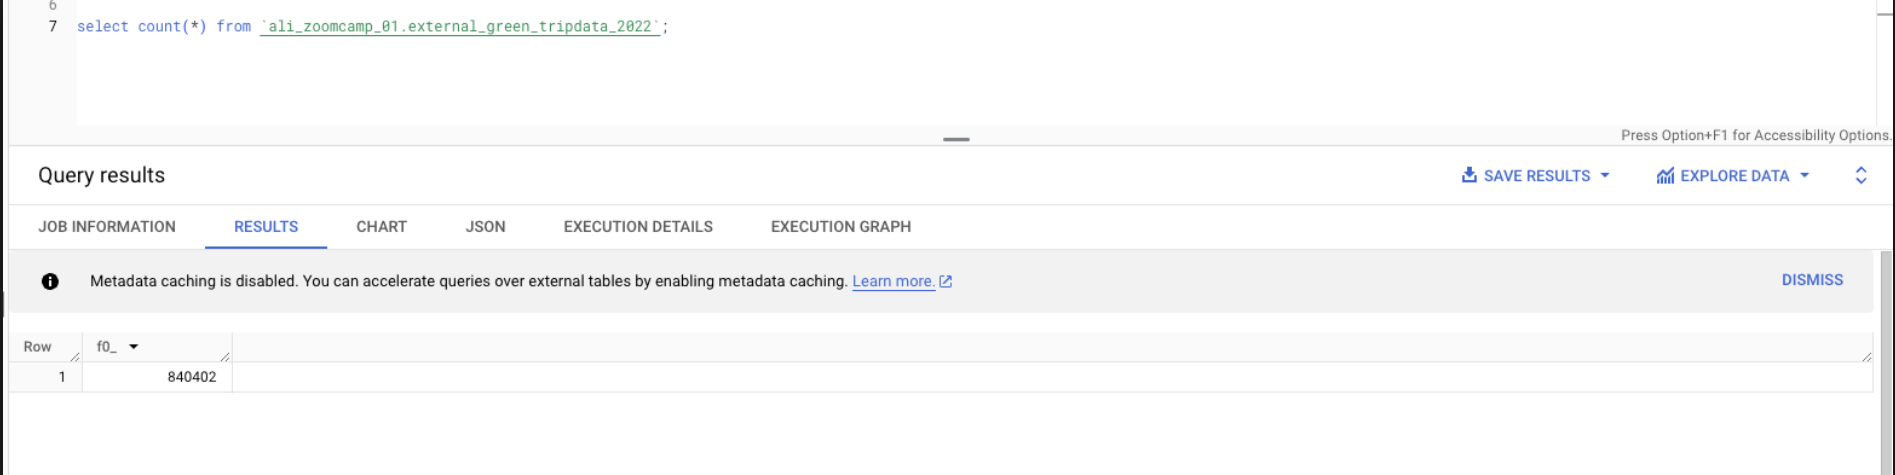 6
7 select count(*) from `ali_zoomcamp_01.external_green_tripdata_2022`;
Press Option+F1 for Accessibility Options.
Query results SAVE RESULTS EXPLORE DATA
JOB INFORMATION RESULTS CHART JSON EXECUTION DETAILS EXECUTION GRAPH
Metadata caching is disabled. You can accelerate queries over external tables by enabling metadata caching. Learn more. DISMISS
Row f0_
1 840402